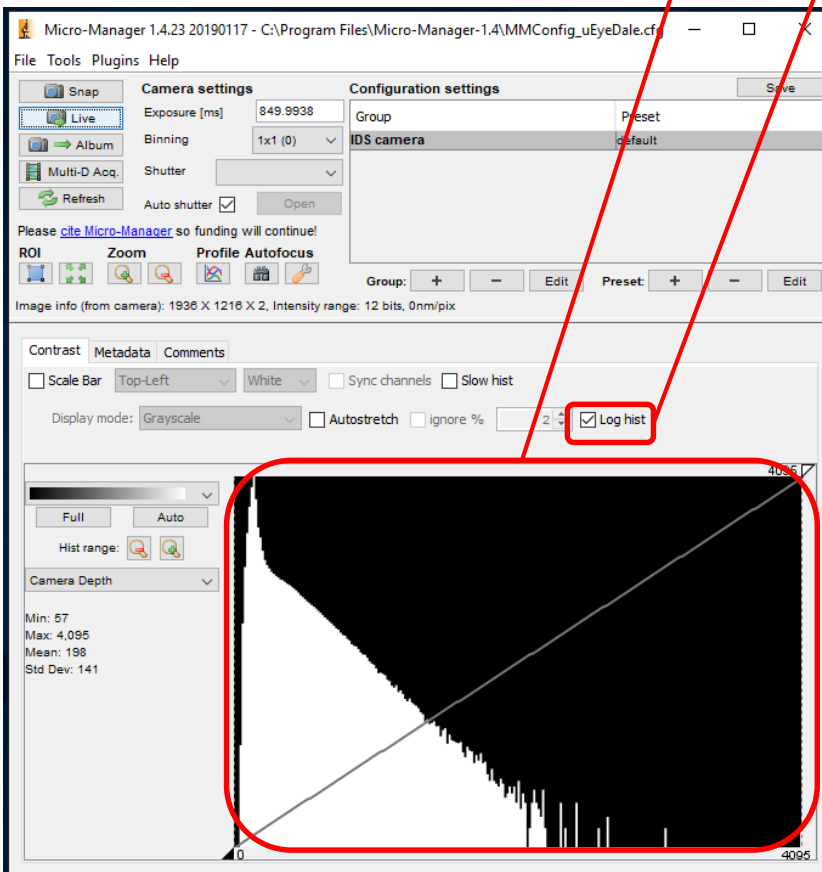 Micro-Manager 1.4.23 20190117 - C:\Program Files\Micro-Manager-1.4\MMConfig_uEyeDale.cfg
File Tools Plugins Help
Snap
Live
Album
Multi-D Acq.
Refresh
Camera settings
Exposure [ms] 849.9938
Binning 1x1 (0)
Shutter
Auto shutter Open
Configuration settings Save
Group Preset
IDS camera default
Please cite Micro-Manager so funding will continue!
ROI Zoom Profile Autofocus
Group: + − Edit Preset: + − Edit
Image info (from camera): 1936 X 1216 X 2, Intensity range: 12 bits, 0nm/pix
Contrast Metadata Comments
Scale Bar Top-Left White Sync channels Slow hist
Display mode: Grayscale Autostretch ignore % 2 Log hist
4095
Full Auto
Hist range:
Camera Depth
Min: 57
Max: 4,095
Mean: 198
Std Dev: 141
0 4095